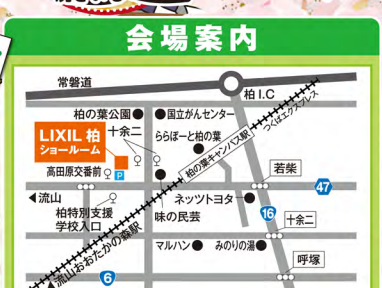 会場案内
常磐道
柏I.C
つくばエクスプレス
柏の葉公園
国立がんセンター
LIXIL 柏
ショールーム
十余二
ららぽーと柏の葉
柏の葉キャンパス駅
高田原交番前
P
若柴
47
流山
柏特別支援
学校入口
ネッツトヨタ
味の民芸
16
十余二
マルハン
みのりの湯
流山おおたかの森駅
呼塚
6